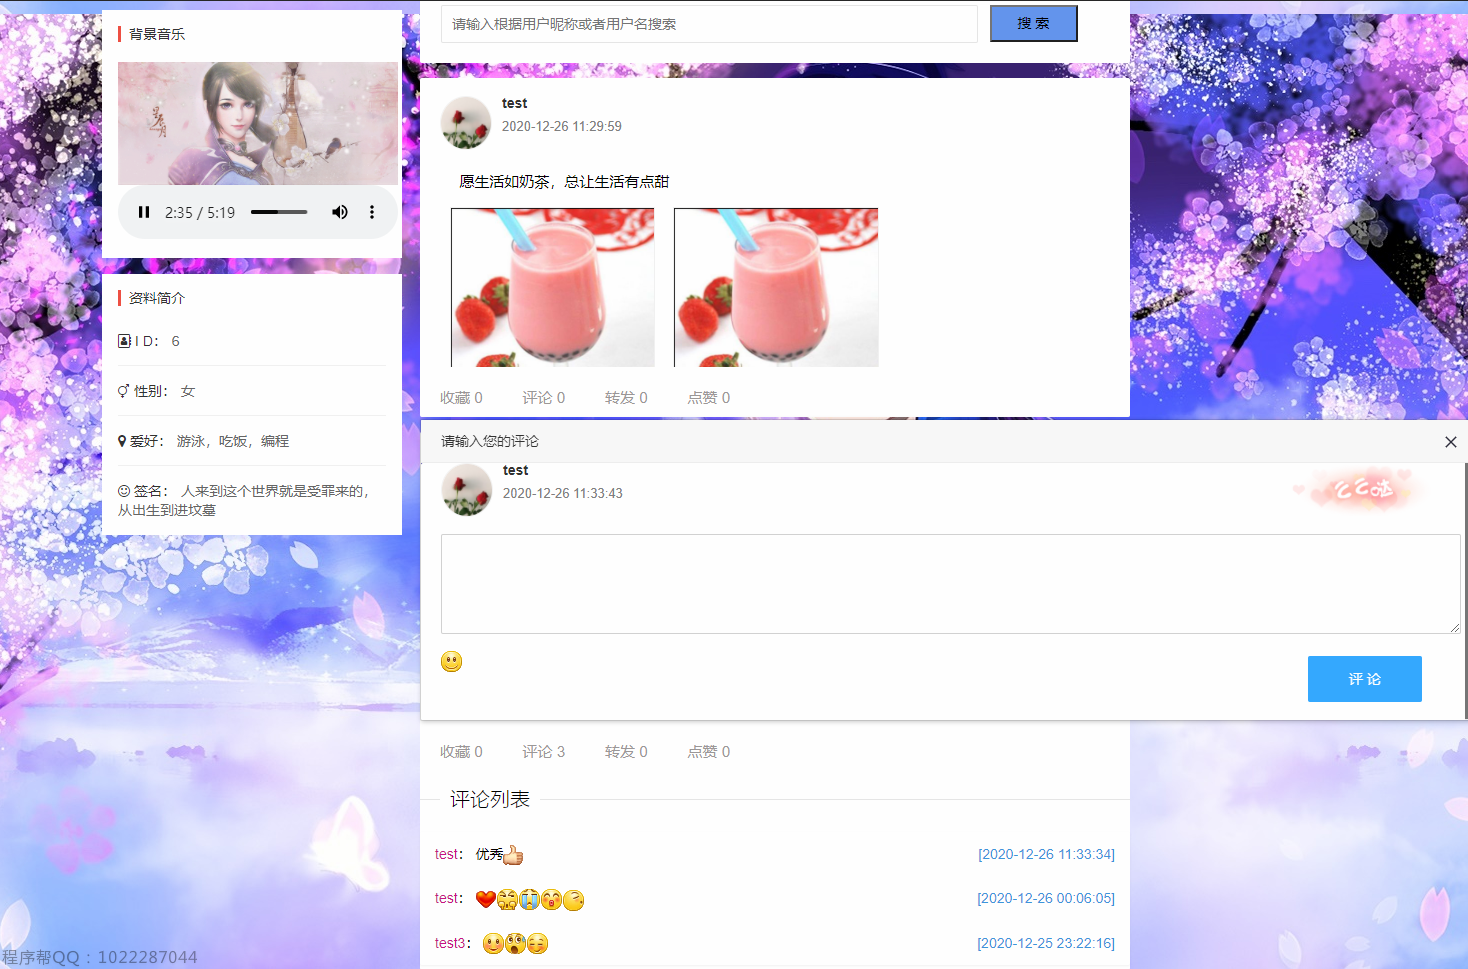 背景音乐
2:35 / 5:19
资料简介
I D： 6
性别： 女
爱好： 游泳，吃饭，编程
签名： 人来到这个世界就是受罪来的，
从出生到进坟墓
请输入根据用户昵称或者用户名搜索
搜 索
test
2020-12-26 11:29:59
愿生活如奶茶，总让生活有点甜
收藏 0 评论 0 转发 0 点赞 0
请输入您的评论
test
2020-12-26 11:33:43
么么哒
评 论
收藏 0 评论 3 转发 0 点赞 0
评论列表
test： 优秀 [2020-12-26 11:33:34]
test： [2020-12-26 00:06:05]
test3： [2020-12-25 23:22:16]
程序帮QQ：1022287044